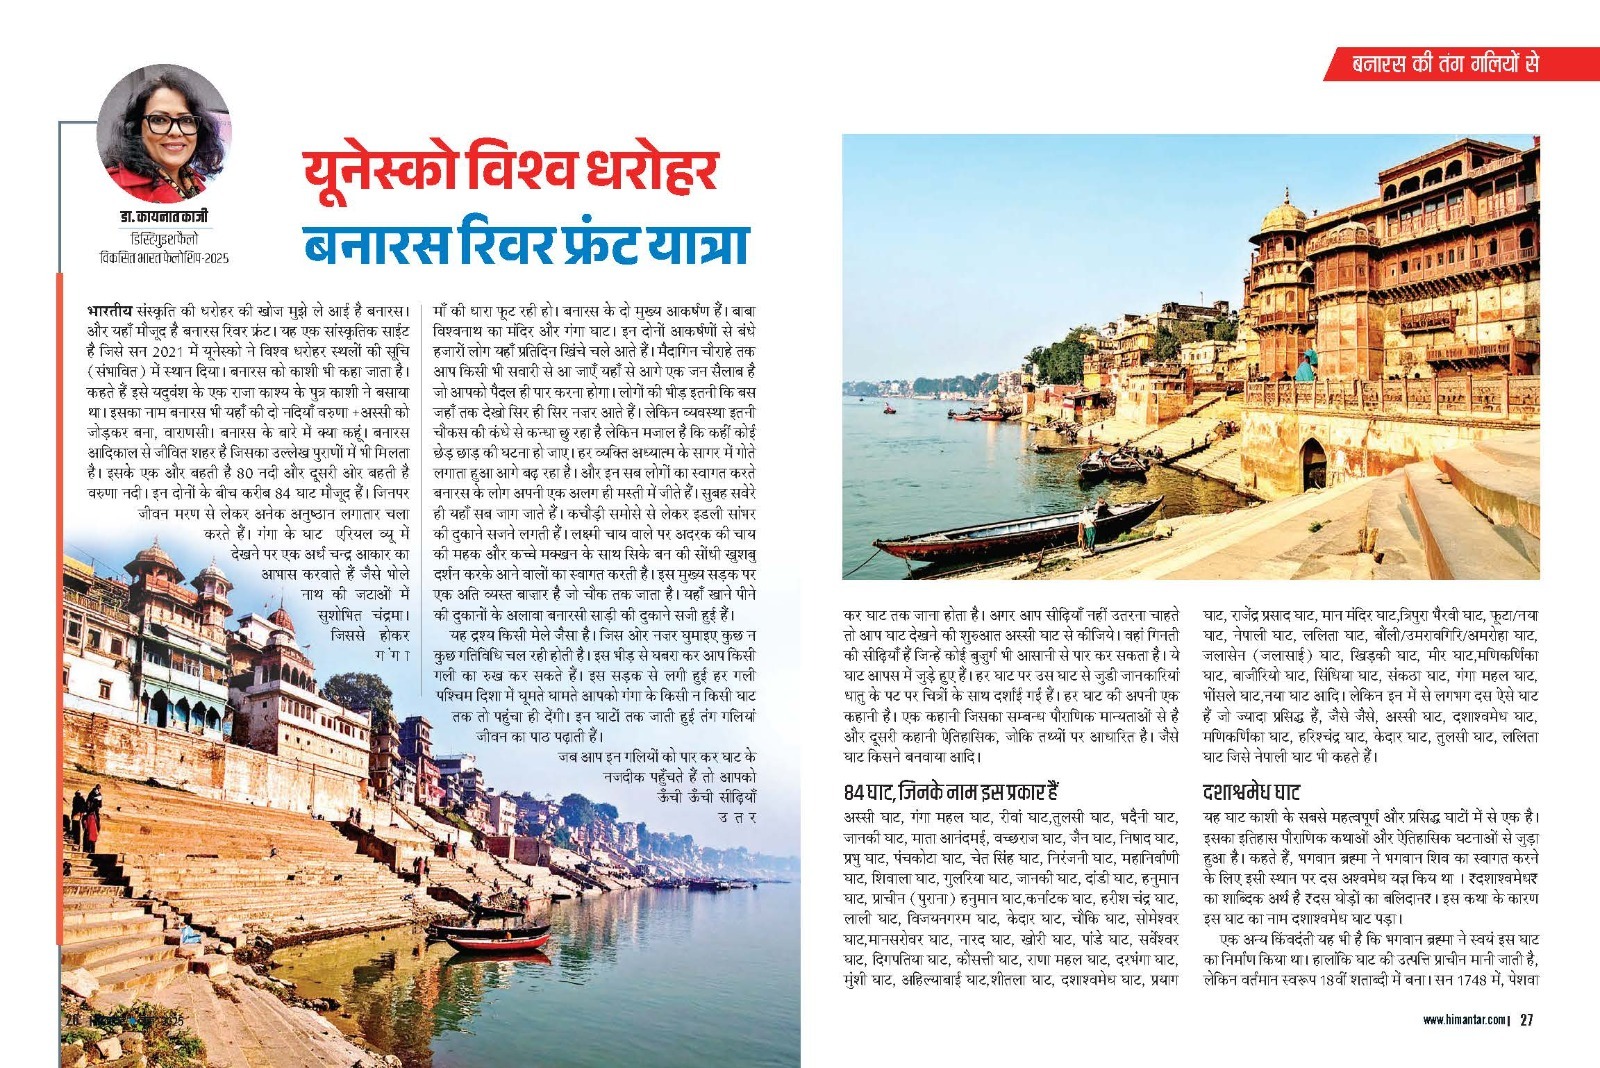 बनारस की तंग गलियों से
डा. कायनात काज़ी
डिस्टिंगुइश फैलो
विकसित भारत फेलोशिप-2025
यूनेस्को विश्व धरोहर
बनारस रिवर फ्रंट यात्रा
भारतीय संस्कृति की धरोहर की खोज मुझे ले आई है बनारस।
और यहाँ मौजूद है बनारस रिवर फ्रंट। यह एक सांस्कृतिक साईट
है जिसे सन 2021 में यूनेस्को ने विश्व धरोहर स्थलों की सूचि
(संभावित) में स्थान दिया। बनारस को काशी भी कहा जाता है।
कहते हैं इसे यदुवंश के एक राजा काश्य के पुत्र काशी ने बसाया
था। इसका नाम बनारस भी यहाँ की दो नदियाँ वरुणा +अस्सी को
जोड़कर बना, वाराणसी। बनारस के बारे में क्या कहूं। बनारस
आदिकाल से जीवित शहर है जिसका उल्लेख पुराणों में भी मिलता
है। इसके एक और बहती है 80 नदी और दूसरी ओर बहती है
वरुणा नदी। इन दोनों के बीच करीब 84 घाट मौजूद हैं। जिनपर
जीवन मरण से लेकर अनेक अनुष्ठान लगातार चला
करते हैं। गंगा के घाट एरियल व्यू में
देखने पर एक अर्ध चन्द्र आकार का
आभास करवाते हैं जैसे भोले
नाथ की जटाओं में
सुशोभित चंद्रमा।
जिससे होकर
गंगा
माँ की धारा फूट रही हो। बनारस के दो मुख्य आकर्षण हैं। बाबा
विश्वनाथ का मंदिर और गंगा घाट। इन दोनों आकर्षणों से बंधे
हजारों लोग यहाँ प्रतिदिन खिंचे चले आते हैं। मैदागिन चौराहे तक
आप किसी भी सवारी से आ जाएँ यहाँ से आगे एक जन सैलाब है
जो आपको पैदल ही पार करना होगा। लोगों की भीड़ इतनी कि बस
जहाँ तक देखो सिर ही सिर नज़र आते हैं। लेकिन व्यवस्था इतनी
चौकस की कंधे से कन्धा छु रहा है लेकिन मजाल है कि कहीं कोई
छेड़ छाड़ की घटना हो जाए। हर व्यक्ति अध्यात्म के सागर में गोते
लगाता हुआ आगे बढ़ रहा है। और इन सब लोगों का स्वागत करते
बनारस के लोग अपनी एक अलग ही मस्ती में जीते हैं। सुबह सवेरे
ही यहाँ सब जाग जाते हैं। कचौड़ी समोसे से लेकर इडली सांभर
की दुकाने सजने लगती हैं। लक्ष्मी चाय वाले पर अदरक की चाय
की महक और कच्चे मक्खन के साथ सिके बन की सोंधी खुशबु
दर्शन करके आने वालों का स्वागत करती है। इस मुख्य सड़क पर
एक अति व्यस्त बाज़ार है जो चौक तक जाता है। यहाँ खाने पीने
की दुकानों के अलावा बनारसी साड़ी की दुकाने सजी हुई हैं।
यह द्रश्य किसी मेले जैसा है। जिस ओर नज़र घुमाइए कुछ न
कुछ गतिविधि चल रही होती है। इस भीड़ से घबरा कर आप किसी
गली का रुख कर सकते हैं। इस सड़क से लगी हुई हर गली
पश्चिम दिशा में घूमते घामते आपको गंगा के किसी न किसी घाट
तक तो पहुंचा ही देंगी। इन घाटों तक जाती हुई तंग गलियां
जीवन का पाठ पढ़ाती हैं।
जब आप इन गलियों को पार कर घाट के
नजदीक पहुँचते हैं तो आपको
ऊँची ऊँची सीढ़ियाँ
उतर
कर घाट तक जाना होता है। अगर आप सीढ़ियाँ नहीं उतरना चाहते
तो आप घाट देखने की शुरुआत अस्सी घाट से कीजिये। वहां गिनती
की सीढ़ियाँ हैं जिन्हें कोई बुज़ुर्ग भी आसानी से पार कर सकता है। ये
घाट आपस में जुड़े हुए हैं। हर घाट पर उस घाट से जुडी जानकारियां
धातु के पट पर चित्रों के साथ दर्शाई गई हैं। हर घाट की अपनी एक
कहानी है। एक कहानी जिसका सम्बन्ध पौराणिक मान्यताओं से है
और दूसरी कहानी ऐतिहासिक, जोकि तथ्यों पर आधारित है। जैसे
घाट किसने बनवाया आदि।
84 घाट, जिनके नाम इस प्रकार हैं
अस्सी घाट, गंगा महल घाट, रीवां घाट,तुलसी घाट, भदैनी घाट,
जानकी घाट, माता आनंदमई, वच्छराज घाट, जैन घाट, निषाद घाट,
प्रभु घाट, पंचकोटा घाट, चेत सिंह घाट, निरंजनी घाट, महानिर्वाणी
घाट, शिवाला घाट, गुलरिया घाट, जानकी घाट, दांडी घाट, हनुमान
घाट, प्राचीन (पुराना) हनुमान घाट,कर्नाटक घाट, हरीश चंद्र घाट,
लाली घाट, विजयनगरम घाट, केदार घाट, चौकि घाट, सोमेश्वर
घाट,मानसरोवर घाट, नारद घाट, खोरी घाट, पांडे घाट, सर्वेश्वर
घाट, दिगपतिया घाट, कौसत्ती घाट, राणा महल घाट, दरभंगा घाट,
मुंशी घाट, अहिल्याबाई घाट,शीतला घाट, दशाश्वमेध घाट, प्रयाग
घाट, राजेंद्र प्रसाद घाट, मान मंदिर घाट,त्रिपुरा भैरवी घाट, फूटा/नया
घाट, नेपाली घाट, ललिता घाट, बौंली/उमरावगिरि/अमरोहा घाट,
जलासेन (जलासाई) घाट, खिड़की घाट, मीर घाट,मणिकर्णिका
घाट, बाजीरियो घाट, सिंधिया घाट, संकठा घाट, गंगा महल घाट,
भोंसले घाट,नया घाट आदि। लेकिन इन में से लगभग दस ऐसे घाट
हैं जो ज्यादा प्रसिद्ध हैं, जैसे जैसे, अस्सी घाट, दशाश्वमेध घाट,
मणिकर्णिका घाट, हरिश्चंद्र घाट, केदार घाट, तुलसी घाट, ललिता
घाट जिसे नेपाली घाट भी कहते हैं।
दशाश्वमेध घाट
यह घाट काशी के सबसे महत्वपूर्ण और प्रसिद्ध घाटों में से एक है।
इसका इतिहास पौराणिक कथाओं और ऐतिहासिक घटनाओं से जुड़ा
हुआ है। कहते हैं, भगवान ब्रह्मा ने भगवान शिव का स्वागत करने
के लिए इसी स्थान पर दस अश्वमेध यज्ञ किय था । ₹दशाश्वमेध₹
का शाब्दिक अर्थ है ₹दस घोड़ों का बलिदान₹। इस कथा के कारण
इस घाट का नाम दशाश्वमेध घाट पड़ा।
एक अन्य किंवदंती यह भी है कि भगवान ब्रह्मा ने स्वयं इस घाट
का निर्माण किया था। हालांकि घाट की उत्पत्ति प्राचीन मानी जाती है,
लेकिन वर्तमान स्वरूप 18वीं शताब्दी में बना। सन 1748 में, पेशवा
26
2025
www.himantar.com | 27